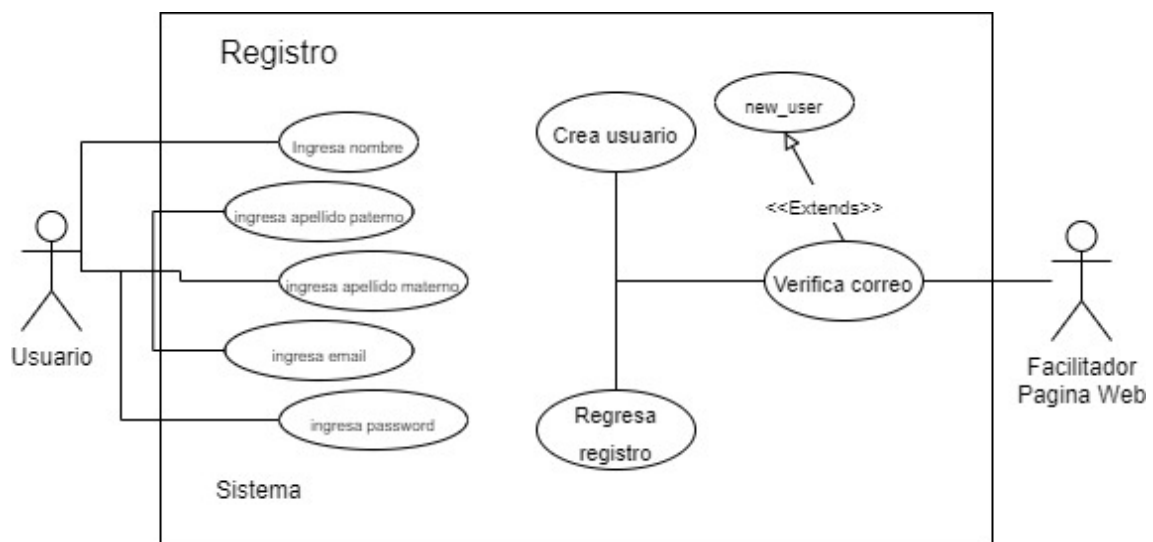 Registro
Ingresa nombre
ingresa apellido paterno
ingresa apellido materno
ingresa email
ingresa password
Sistema
Usuario
Crea usuario
new_user
<<Extends>>
Verifica correo
Regresa
registro
Facilitador
Pagina Web